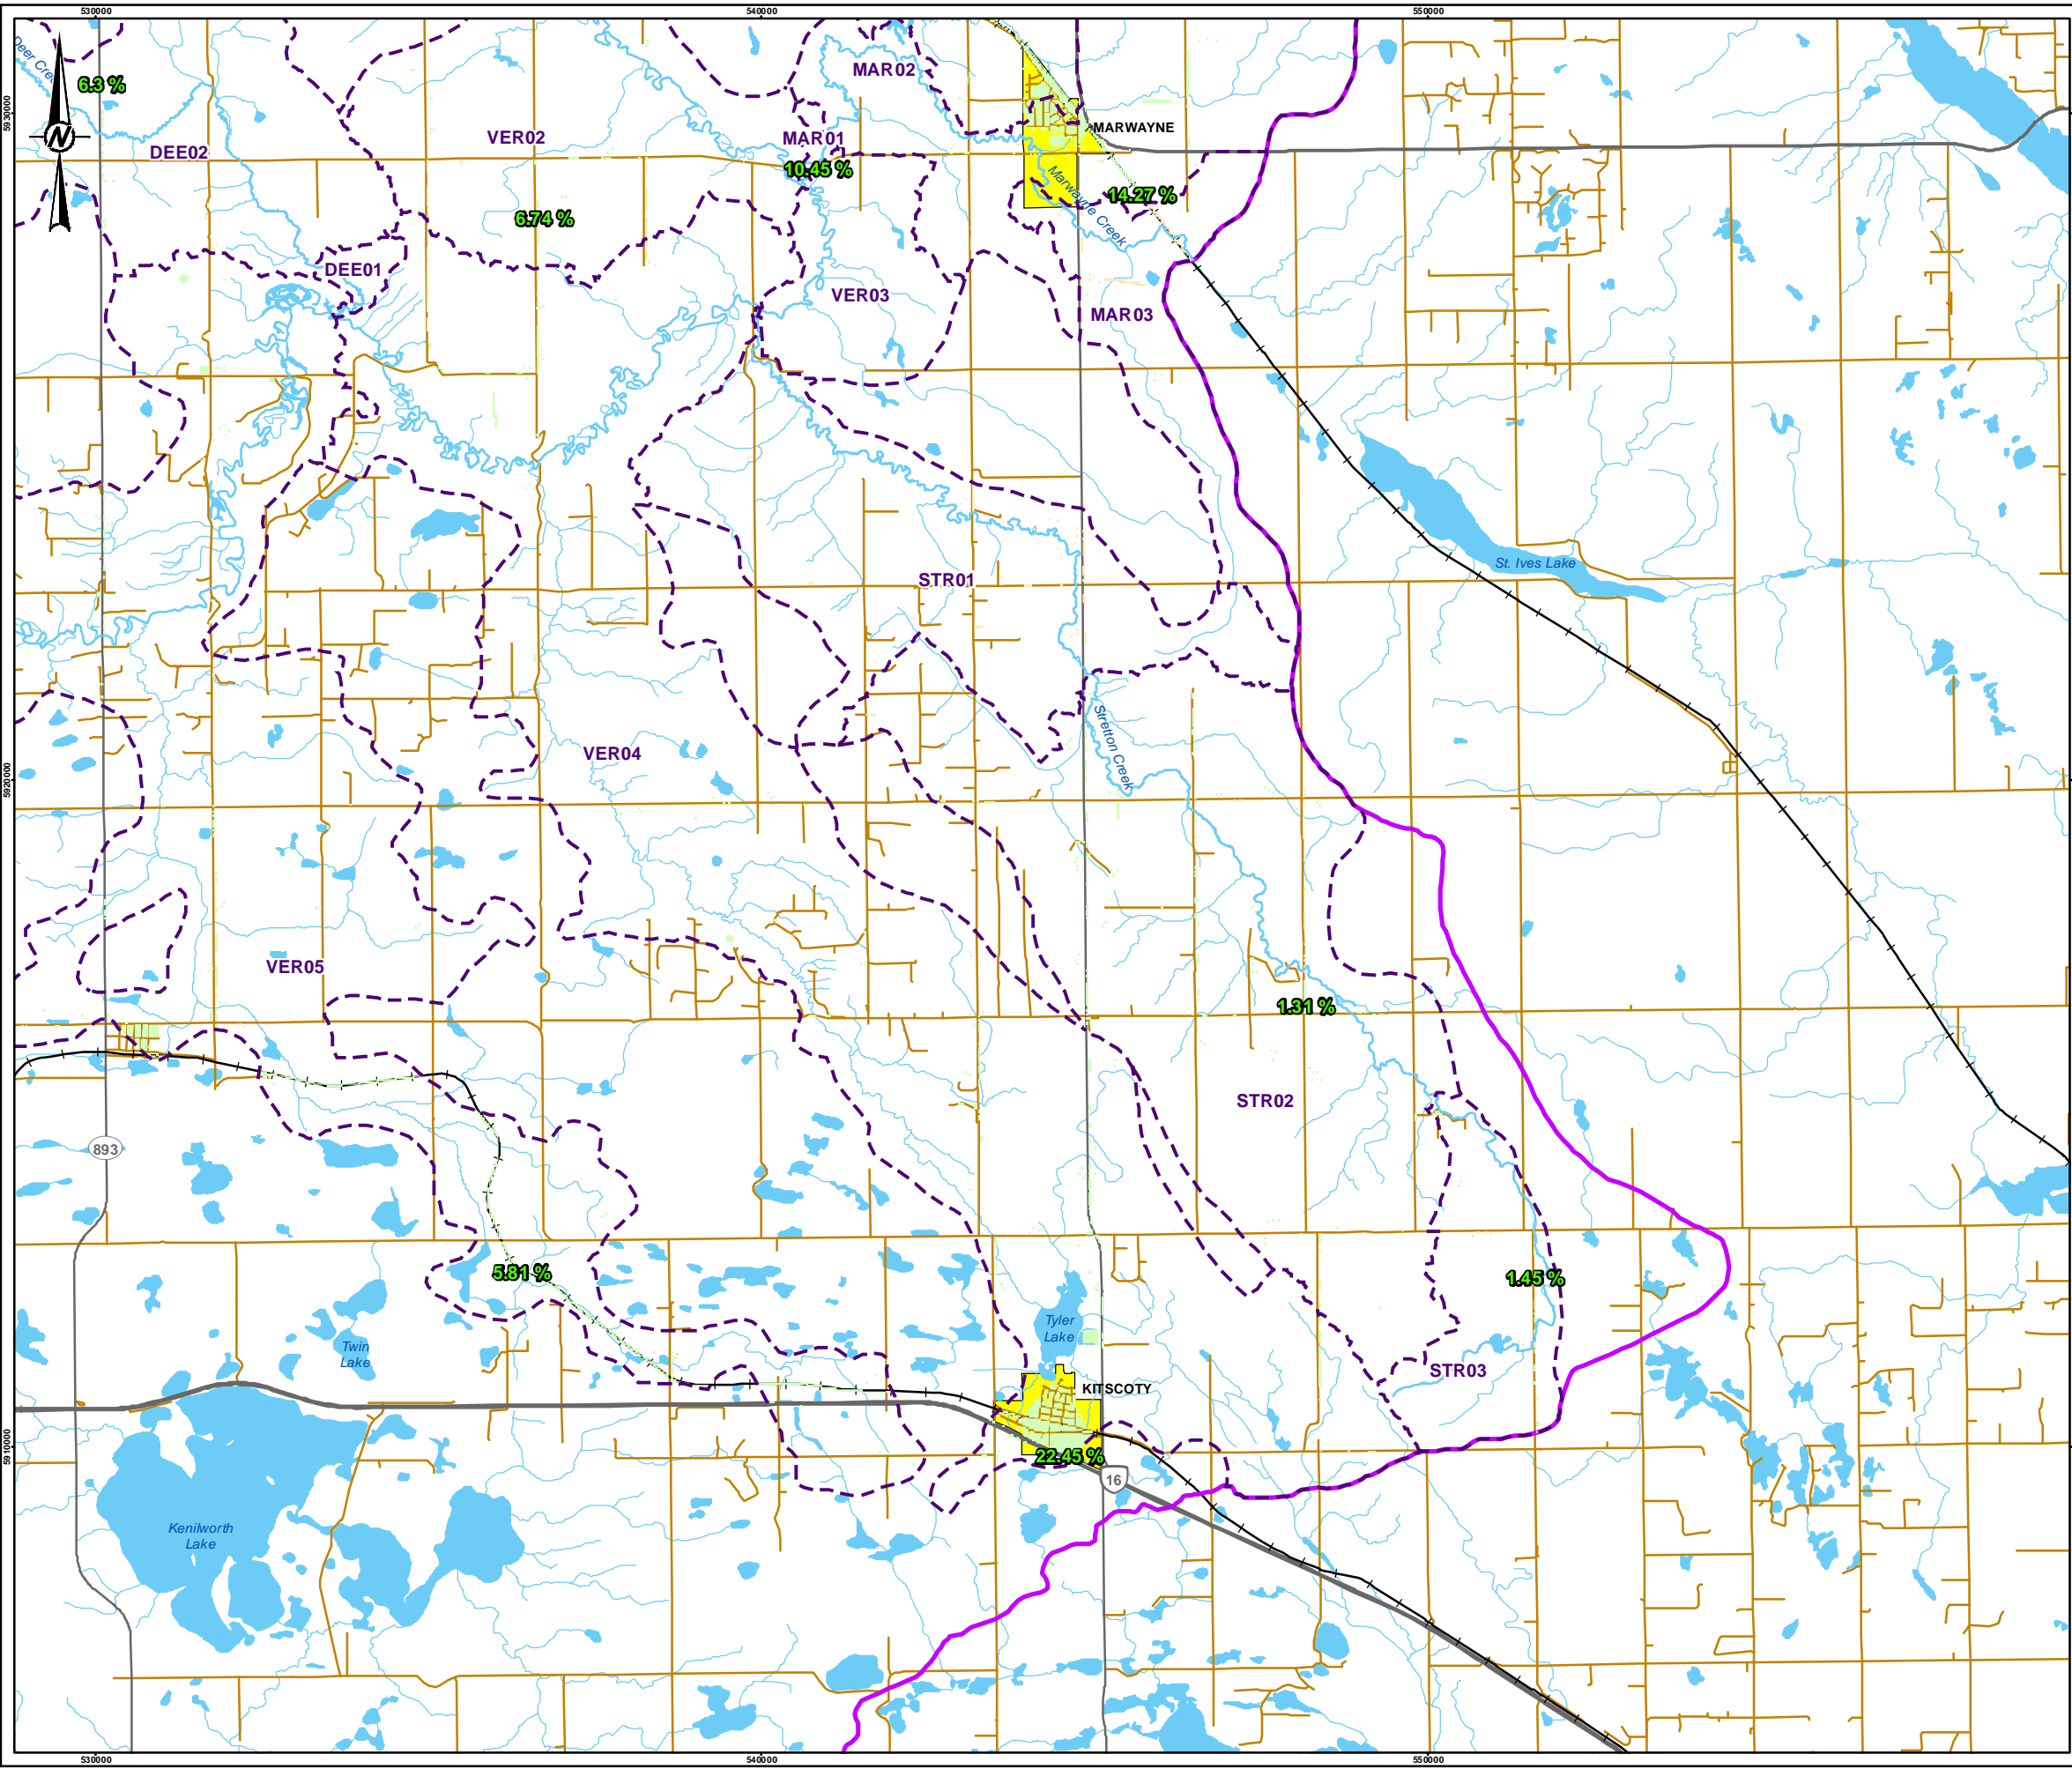 530000
540000
550000
5930000
Deer Cree
6.3 %
N
MAR02
MARWAYNE
DEE02
VER02
MAR01
10.45 %
Marwayne Creek
14.27 %
6.74 %
DEE01
VER03
MAR03
St. Ives Lake
STR01
Stretton Creek
VER04
5920000
VER05
1.31 %
STR02
893
5.81 %
1.45 %
Tyler
Lake
Twin
Lake
STR03
KITSCOTY
5910000
22.45 %
16
Kenilworth
Lake
530000
540000
550000